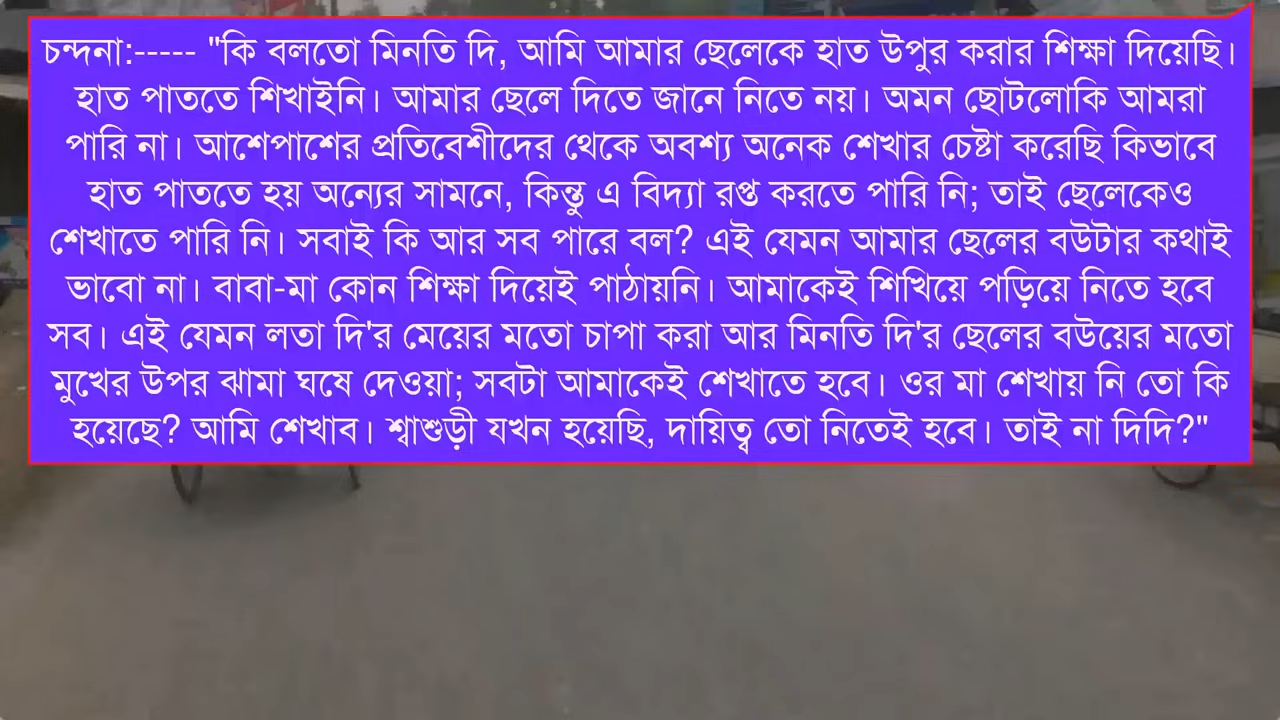 চন্দনা:----- "কি বলতো মিনতি দি, আমি আমার ছেলেকে হাত উপুর করার শিক্ষা দিয়েছি।
হাত পাততে শিখাইনি। আমার ছেলে দিতে জানে নিতে নয়। অমন ছোটলোকি আমরা
পারি না। আশেপাশের প্রতিবেশীদের থেকে অবশ্য অনেক শেখার চেষ্টা করেছি কিভাবে
হাত পাততে হয় অন্যের সামনে, কিন্তু এ বিদ্যা রপ্ত করতে পারি নি; তাই ছেলেকেও
শেখাতে পারি নি। সবাই কি আর সব পারে বল? এই যেমন আমার ছেলের বউটার কথাই
ভাবো না। বাবা-মা কোন শিক্ষা দিয়েই পাঠায়নি। আমাকেই শিখিয়ে পড়িয়ে নিতে হবে
সব। এই যেমন লতা দি'র মেয়ের মতো চাপা করা আর মিনতি দি'র ছেলের বউয়ের মতো
মুখের উপর ঝামা ঘষে দেওয়া; সবটা আমাকেই শেখাতে হবে। ওর মা শেখায় নি তো কি
হয়েছে? আমি শেখাব। শ্বাশুড়ী যখন হয়েছি, দায়িত্ব তো নিতেই হবে। তাই না দিদি?"